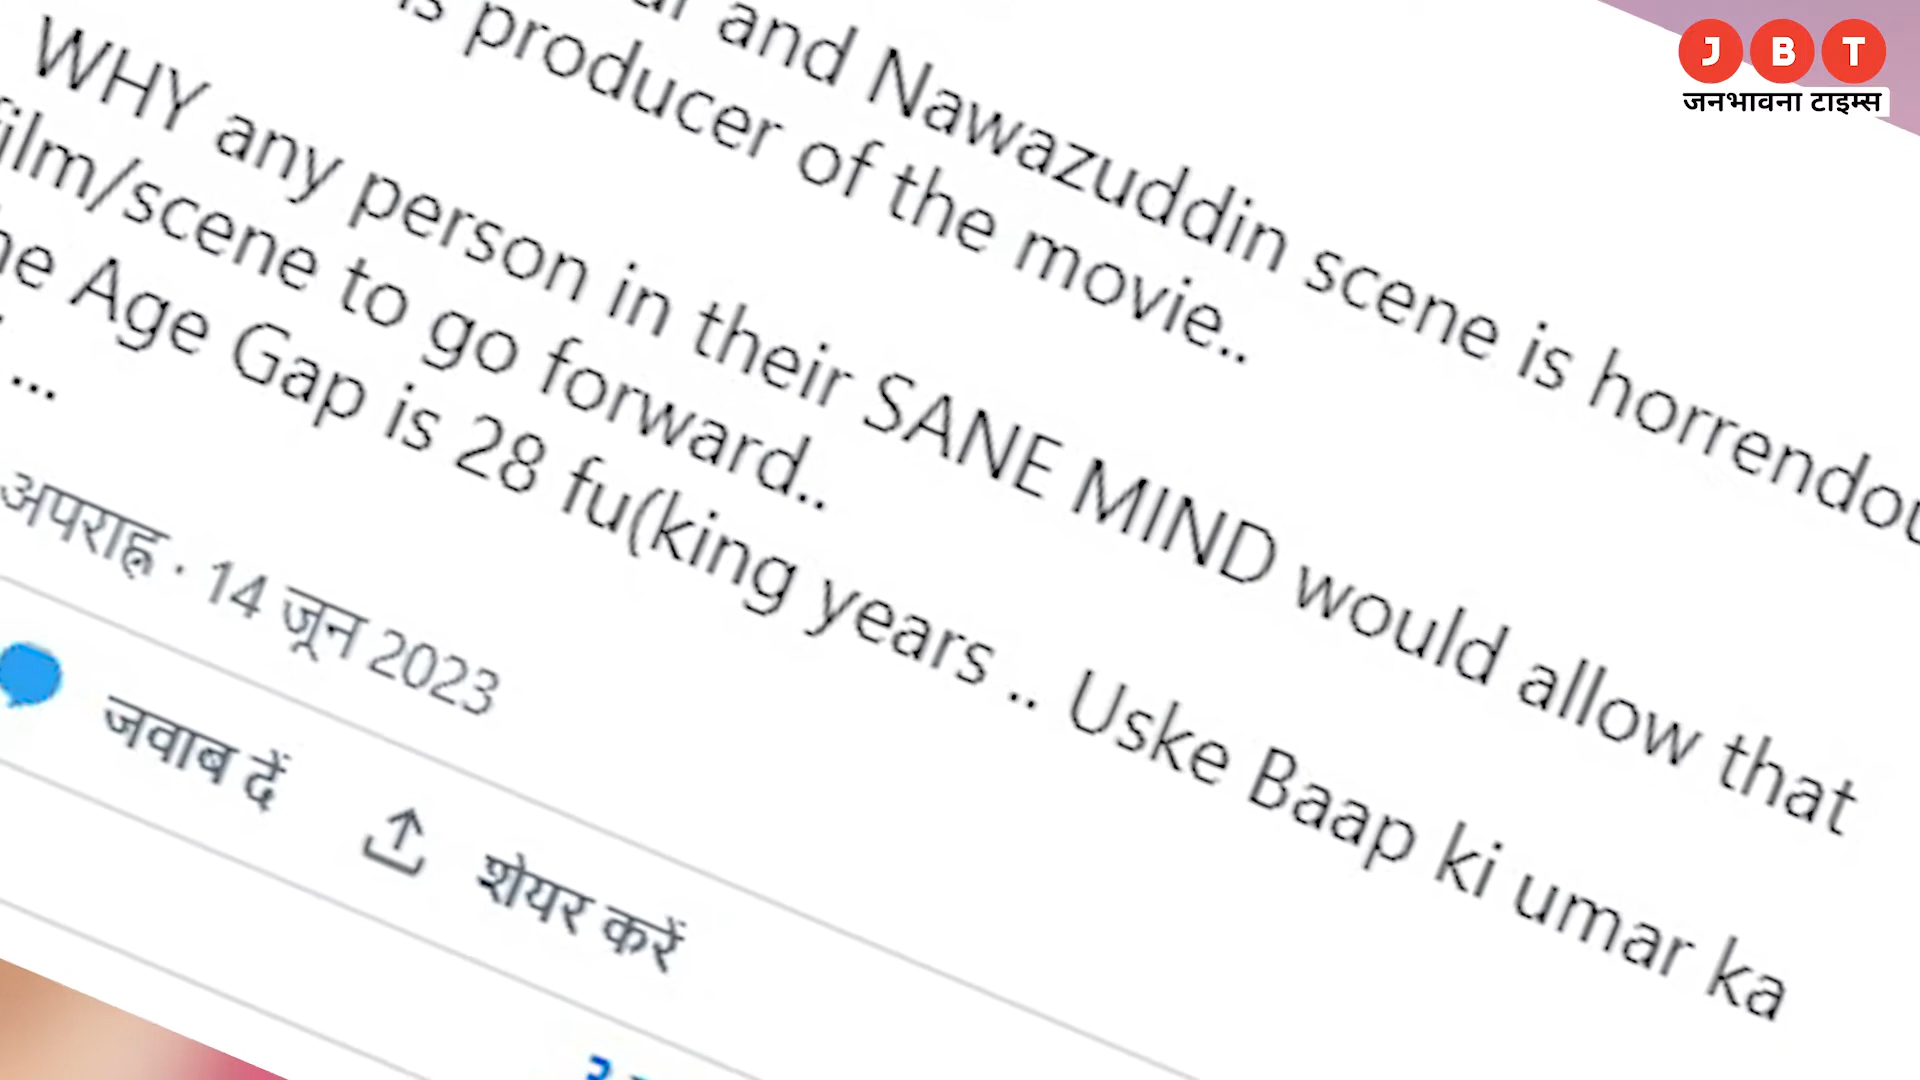 and Nawazuddin scene is
producer of the movie..
WHY any person in their SANE MIND would allow that
film/scene to go forward..
Age Gap is 28 fu(king years .. Uske Baap ki umar ka
...
अपराह्न · 14 जून 2023
जवाब दें
शेयर करें
J B T
जनभावना टाइम्स